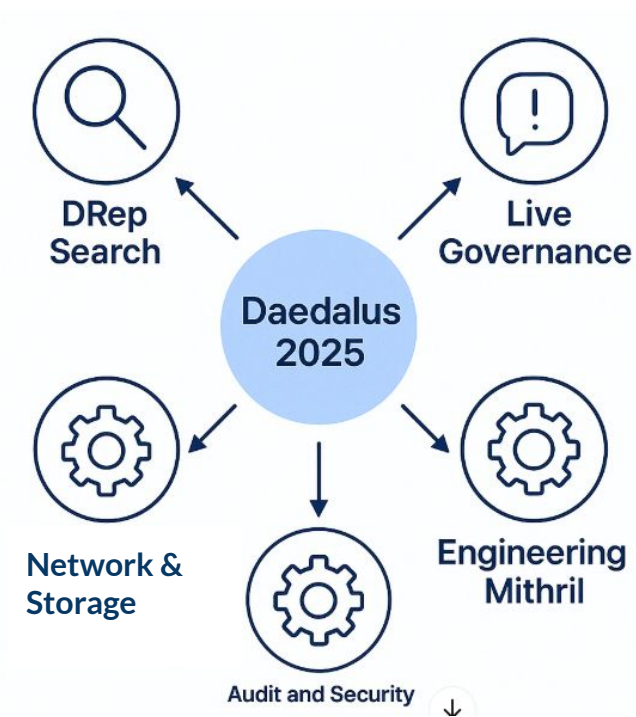 DRep
Search
Live
Governance
Daedalus
2025
Network &
Storage
Engineering
Mithril
Audit and Security